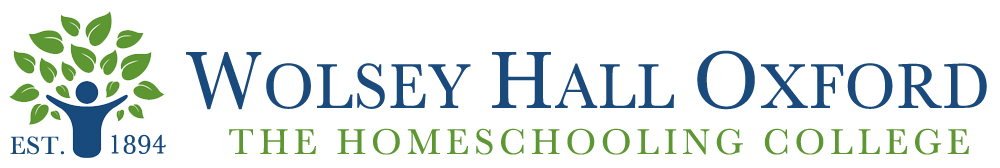 EST. 1894
WOLSEY HALL OXFORD
THE HOMESCHOOLING COLLEGE